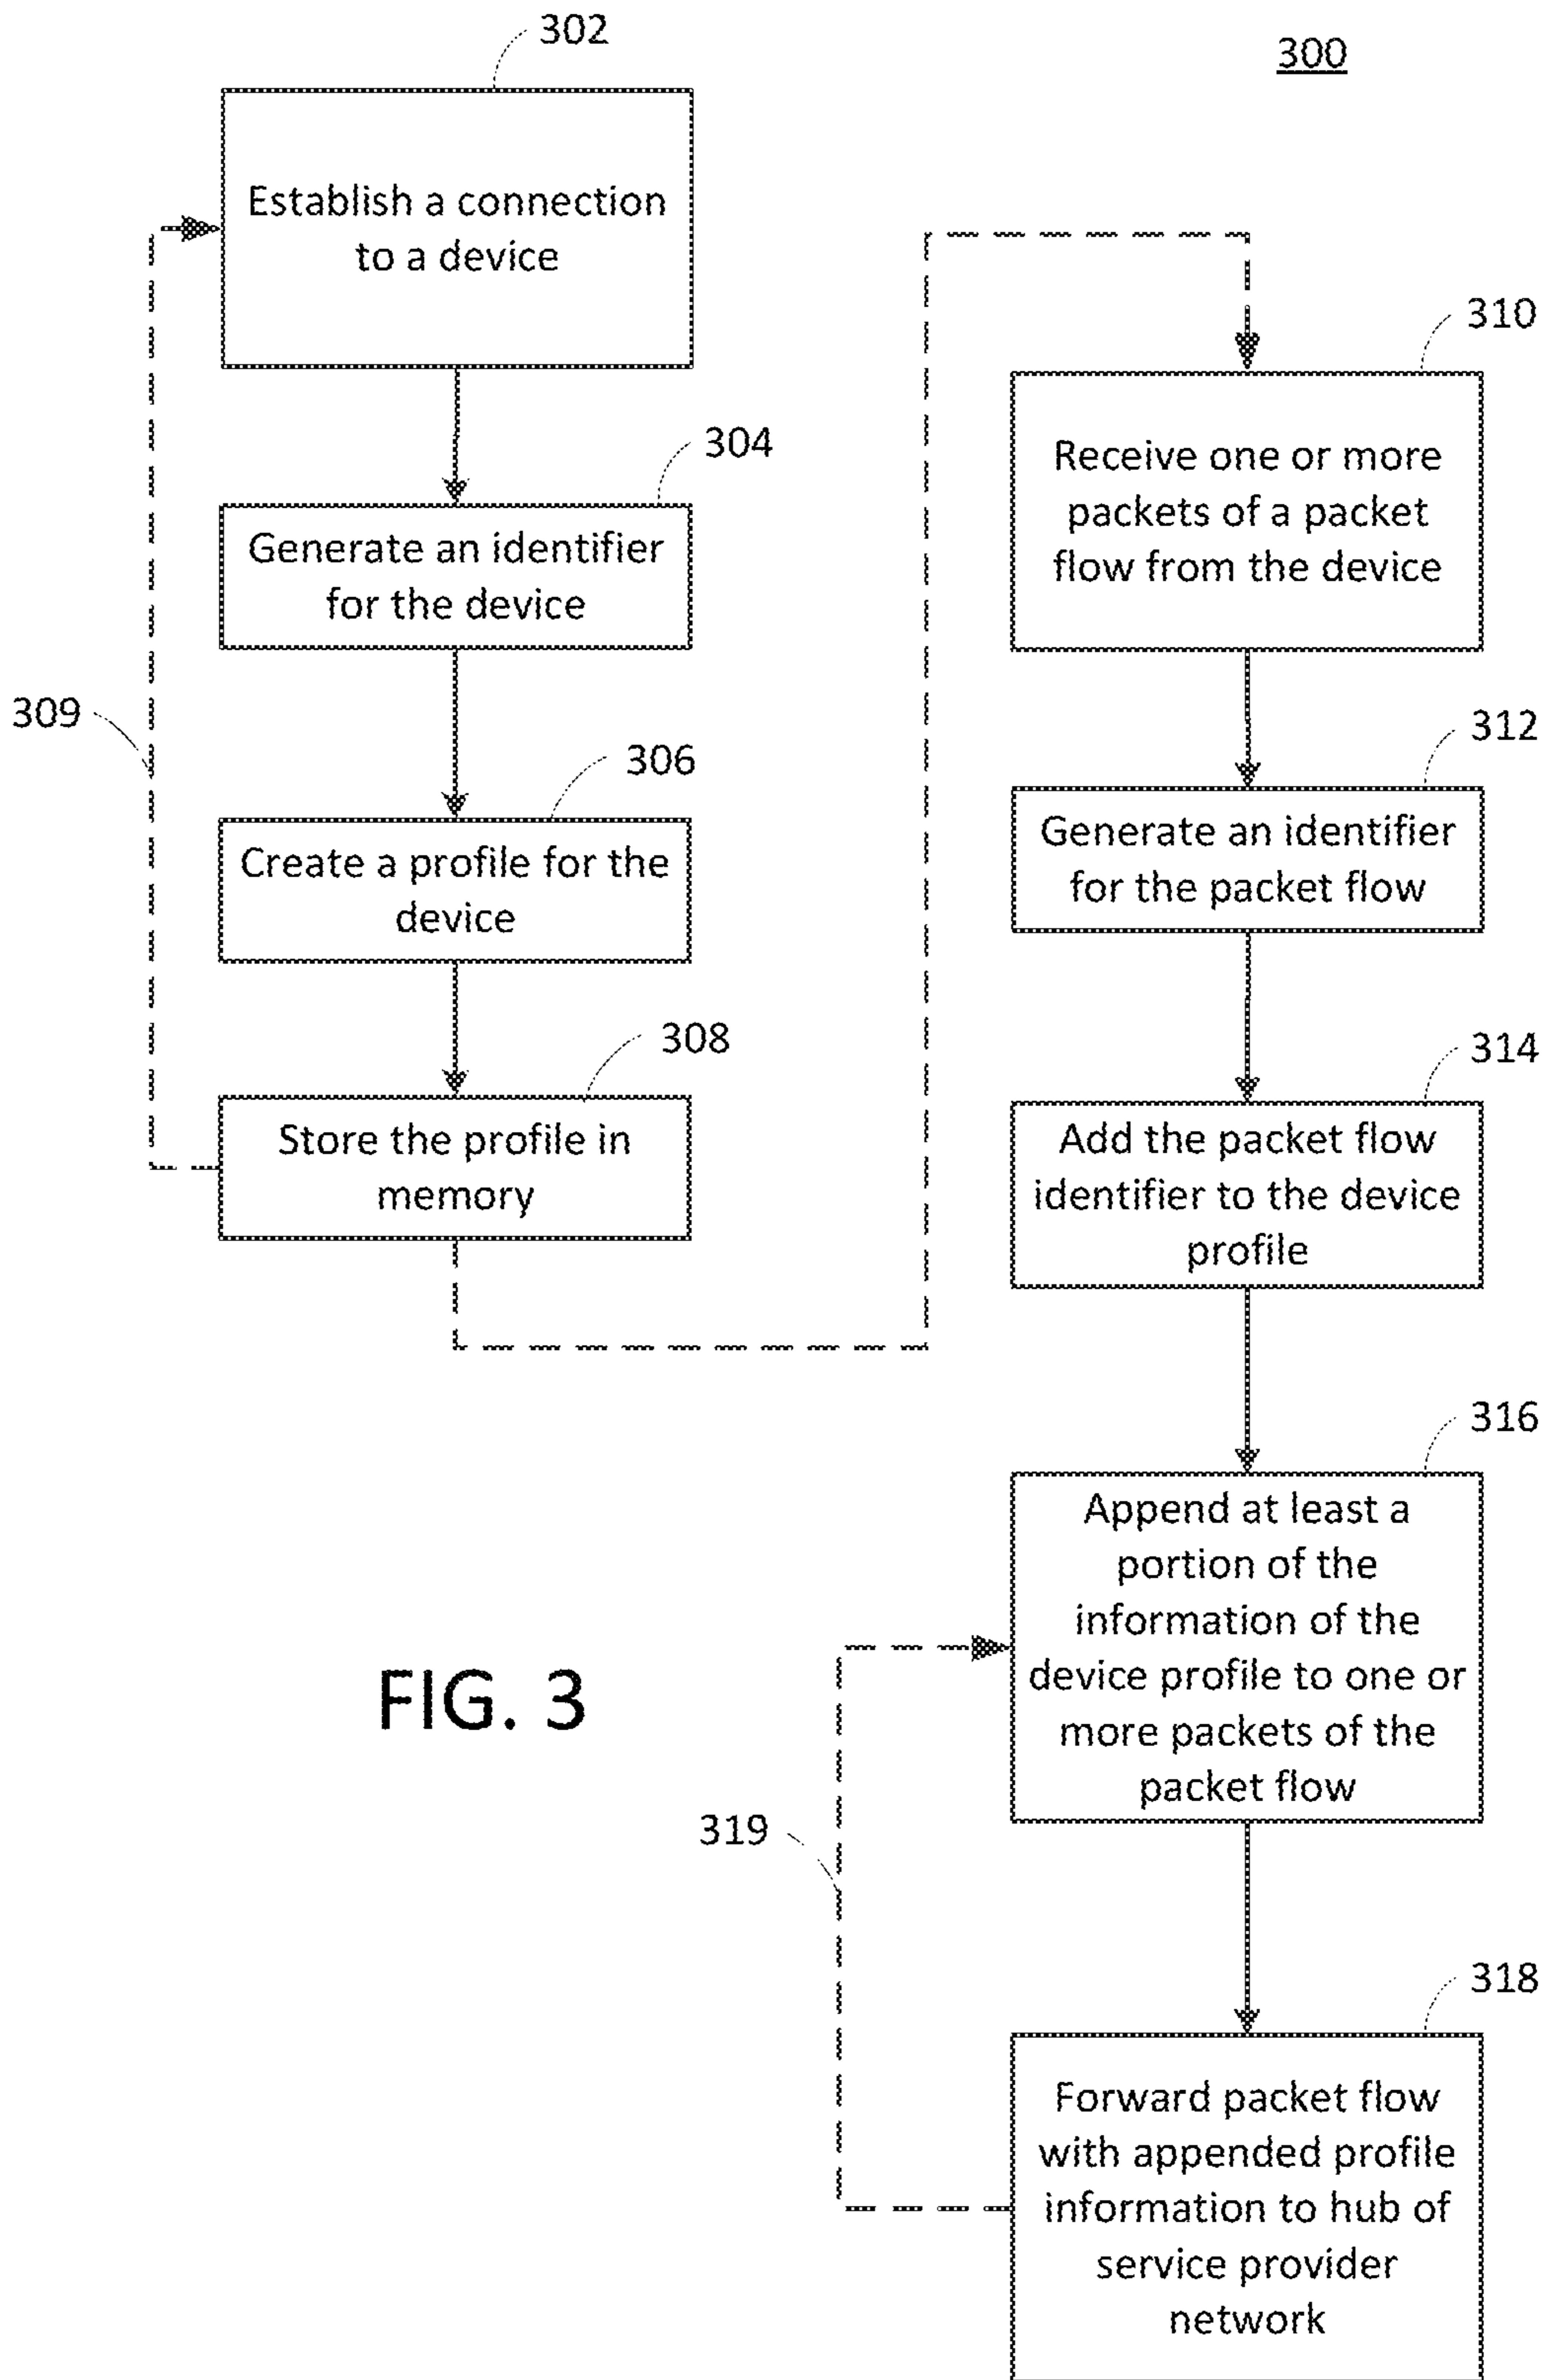 302
300
Establish a connection
to a device
304
Generate an identifier
for the device
309
306
Create a profile for the
device
308
Store the profile in
memory
310
Receive one or more
packets of a packet
flow from the device
312
Generate an identifier
for the packet flow
314
Add the packet flow
identifier to the device
profile
316
Append at least a
portion of the
information of the
device profile to one or
more packets of the
packet flow
319
318
Forward packet flow
with appended profile
information to hub of
service provider
network
FIG. 3